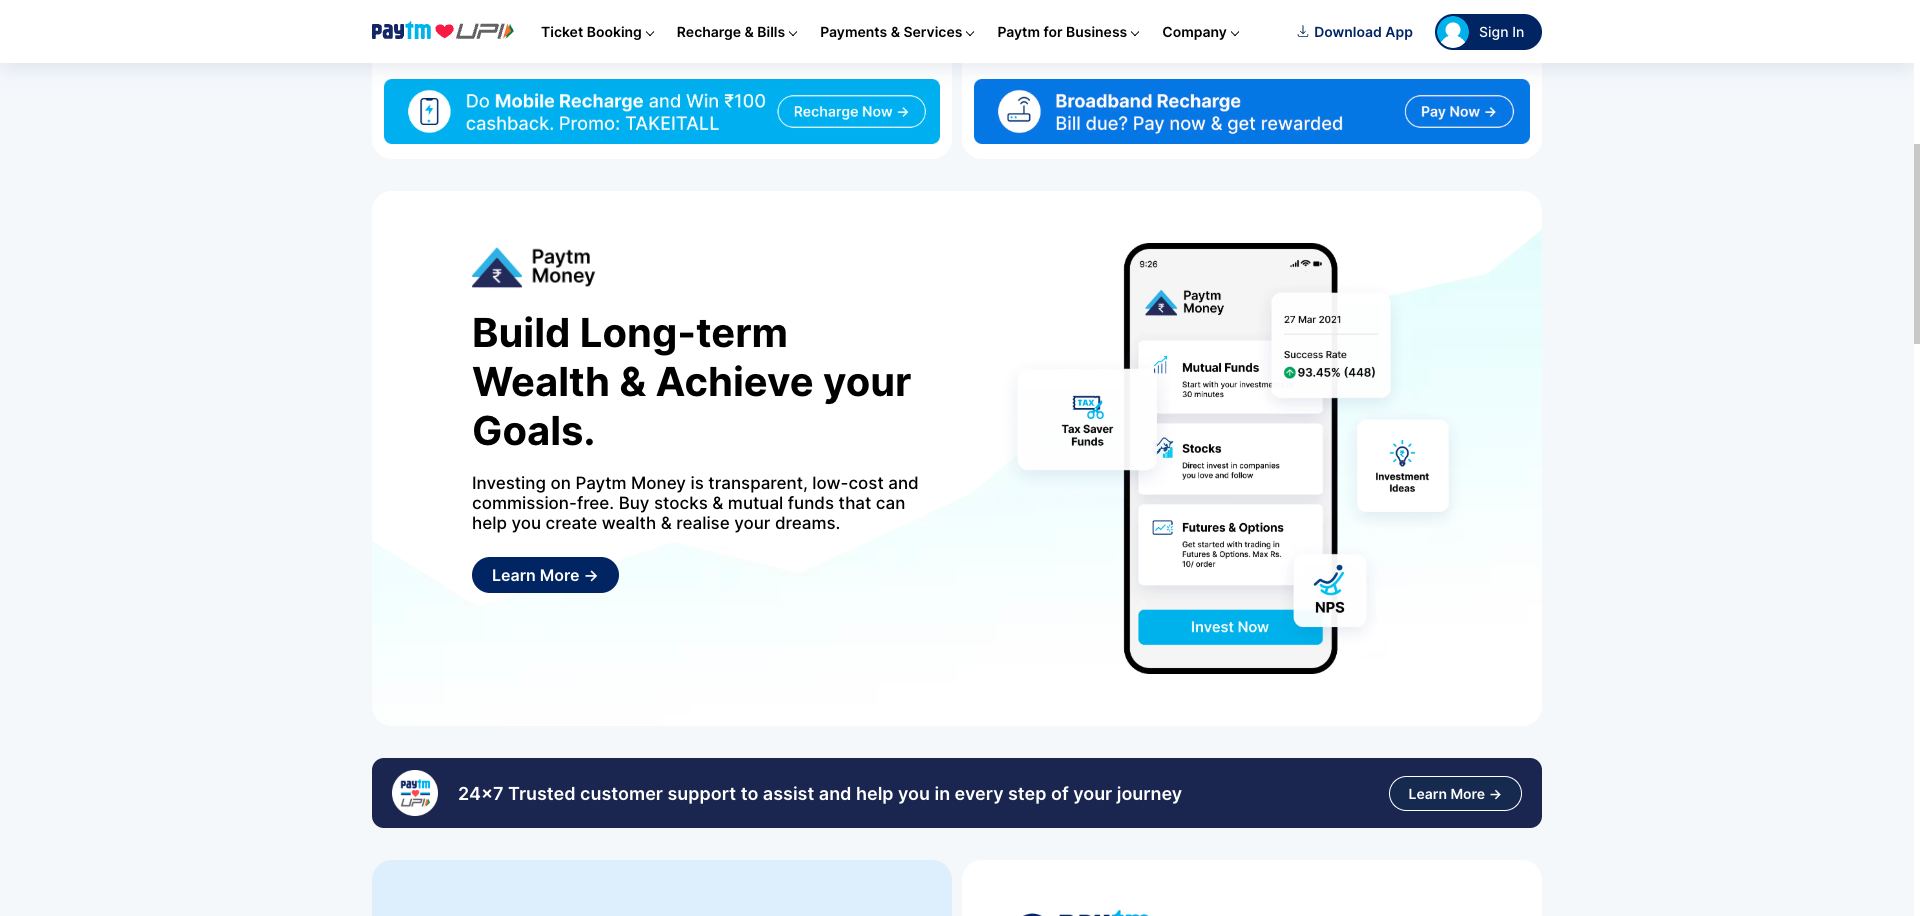 paytm UPI
Ticket Booking
Recharge & Bills
Payments & Services
Paytm for Business
Company
Download App
Sign In
Do Mobile Recharge and Win ₹100
cashback. Promo: TAKEITALL
Recharge Now →
Broadband Recharge
Bill due? Pay now & get rewarded
Pay Now →
₹
Paytm
Money
Build Long-term
Wealth & Achieve your
Goals.
Investing on Paytm Money is transparent, low-cost and
commission-free. Buy stocks & mutual funds that can
help you create wealth & realise your dreams.
Learn More →
9:26
₹
Paytm
Money
27 Mar 2021
Success Rate
93.45% (448)
Mutual Funds
Start with your investment
30 minutes
TAX
Tax Saver
Funds
Stocks
Direct invest in companies
you love and follow
₹
Investment
Ideas
Futures & Options
Get started with trading in
Futures & Options. Max Rs.
10/ order
NPS
Invest Now
paytm
UPI
24×7 Trusted customer support to assist and help you in every step of your journey
Learn More →